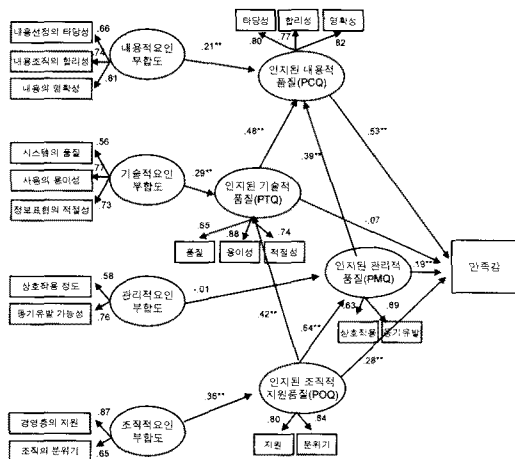 타당성
합리성
명확성
.80
.77
.82
내용선정의 타당성
.66
내용조직의 합리성
.74
내용의 명확성
.81
내용적요인
부합도
.21**
인지된 내용적
품질(PCQ)
.48**
.39**
.53**
시스템의 품질
.56
사용의 용이성
.77
정보표현의 적절성
.73
기술적요인
부합도
.29**
인지된 기술적
품질(PTQ)
-.07
.65
.88
.74
품질
용이성
적절성
상호작용 정도
.58
동기유발 가능성
.76
관리적요인
부합도
-.01
인지된 관리적
품질(PMQ)
.19**
만족감
.63
.89
상호작용
동기유발
.42**
.54**
.28**
경영층의 지원
.87
조직의 분위기
.65
조직적요인
부합도
.36**
인지된 조직적
지원품질(POQ)
.80
.84
지원
분위기